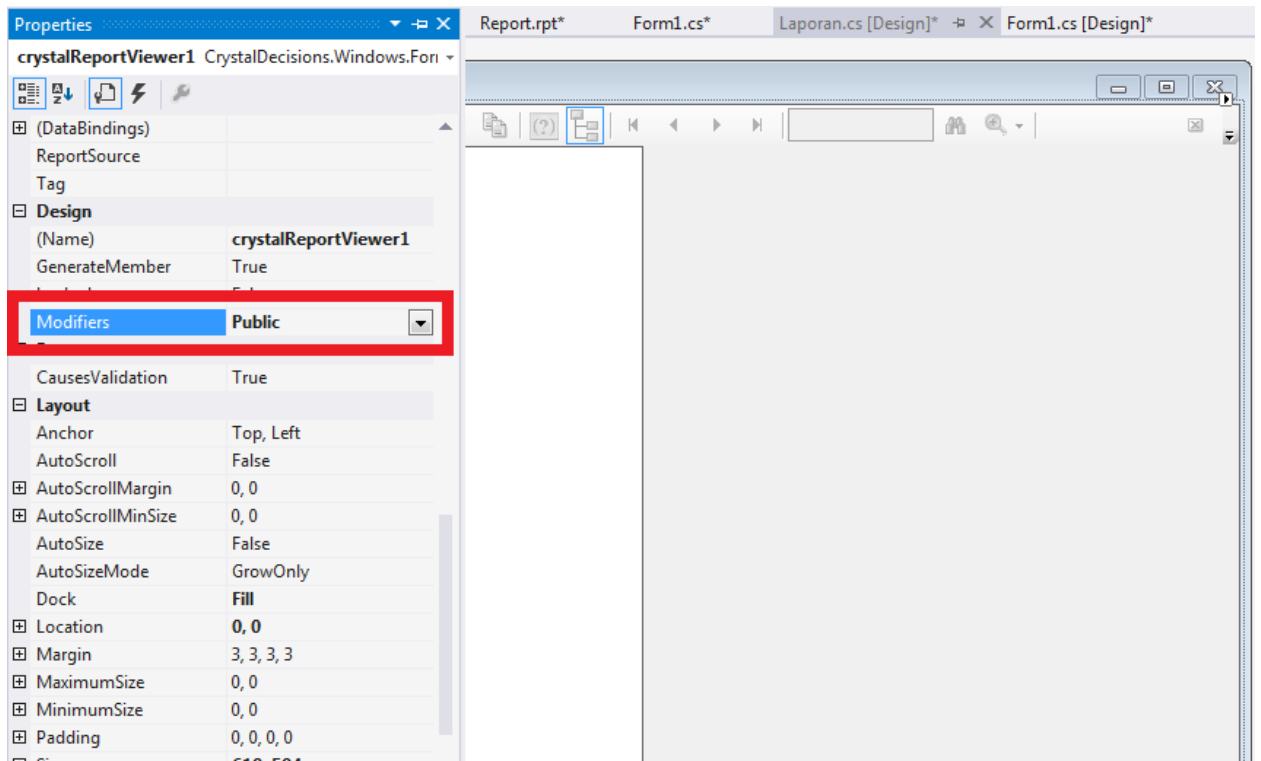 Properties
crystalReportViewer1 CrystalDecisions.Windows.Fori
(DataBindings)
ReportSource
Tag
Design
(Name) crystalReportViewer1
GenerateMember True
Modifiers Public
CausesValidation True
Layout
Anchor Top, Left
AutoScroll False
AutoScrollMargin 0, 0
AutoScrollMinSize 0, 0
AutoSize False
AutoSizeMode GrowOnly
Dock Fill
Location 0, 0
Margin 3, 3, 3, 3
MaximumSize 0, 0
MinimumSize 0, 0
Padding 0, 0, 0, 0
Report.rpt* Form1.cs* Laporan.cs [Design]* Form1.cs [Design]*